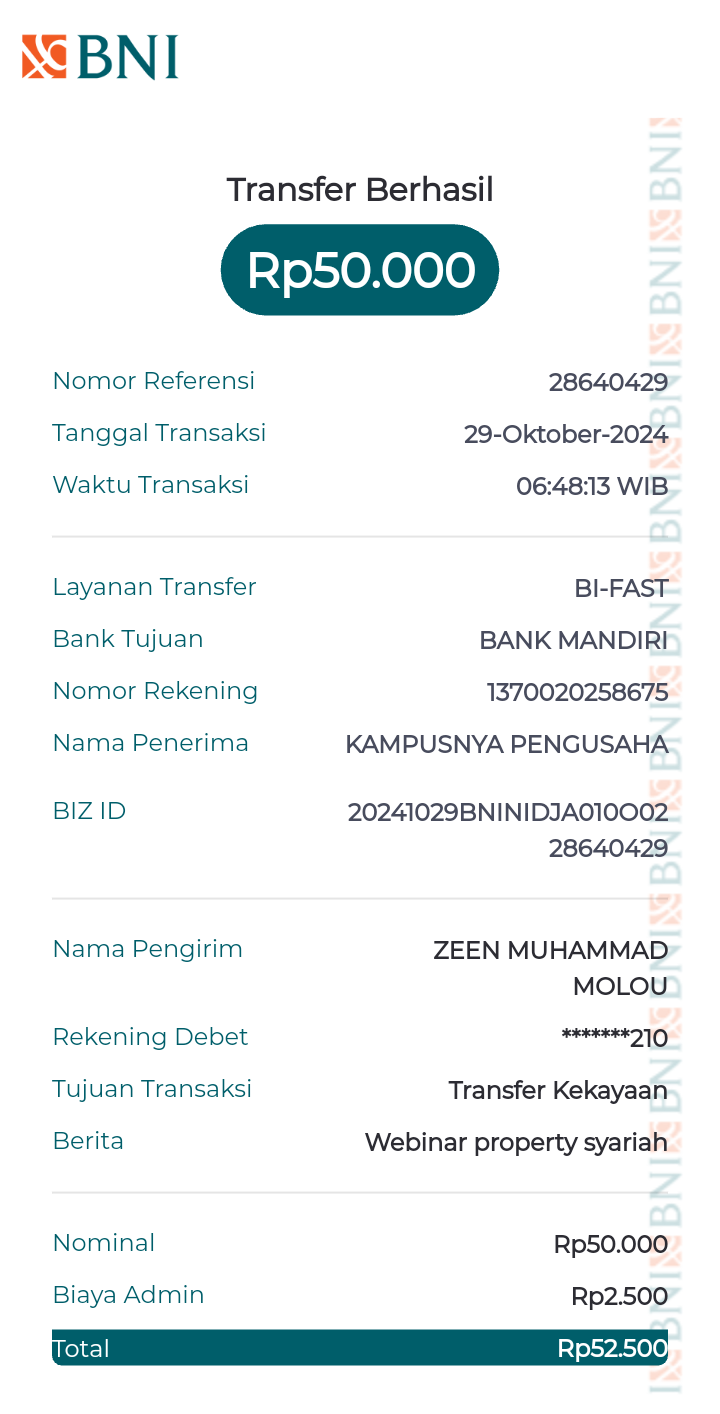 BNI
Transfer Berhasil
Rp50.000
Nomor Referensi 28640429
Tanggal Transaksi 29-Oktober-2024
Waktu Transaksi 06:48:13 WIB
Layanan Transfer BI-FAST
Bank Tujuan BANK MANDIRI
Nomor Rekening 1370020258675
Nama Penerima KAMPUSNYA PENGUSAHA
BIZ ID 20241029BNINIDJA010O02
28640429
Nama Pengirim ZEEN MUHAMMAD
MOLOU
Rekening Debet *******210
Tujuan Transaksi Transfer Kekayaan
Berita Webinar property syariah
Nominal Rp50.000
Biaya Admin Rp2.500
Total Rp52.500